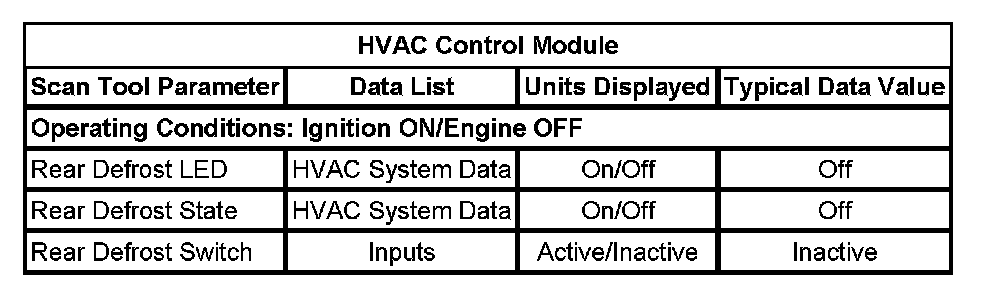 HVAC Control Module
Scan Tool Parameter Data List Units Displayed Typical Data Value
Operating Conditions: Ignition ON/Engine OFF
Rear Defrost LED HVAC System Data On/Off Off
Rear Defrost State HVAC System Data On/Off Off
Rear Defrost Switch Inputs Active/Inactive Inactive